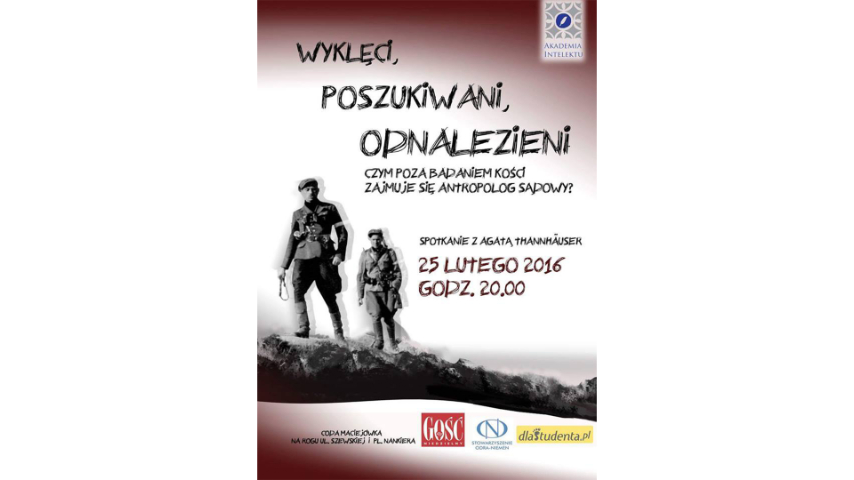 AKADEMIA
INTELEKTU
WYKLĘCI,
POSZUKIWANI,
ODNALEZIENI
CZYM POZA BADANIEM KOŚCI
ZAJMUJE SIĘ ANTROPOLOG SĄDOWY?
SPOTKANIE Z AGATĄ THANNHÄUSER
25 LUTEGO 2016
GODZ. 20.00
CODA MACIEJÓWKA
NA ROGU UL. SZEWSKIEJ I PL. NANKIERA
GOŚĆ
NIEDZIELNY
STOWARZYSZENIE
ODRA-NIEMEN
dlaStudenta.pl